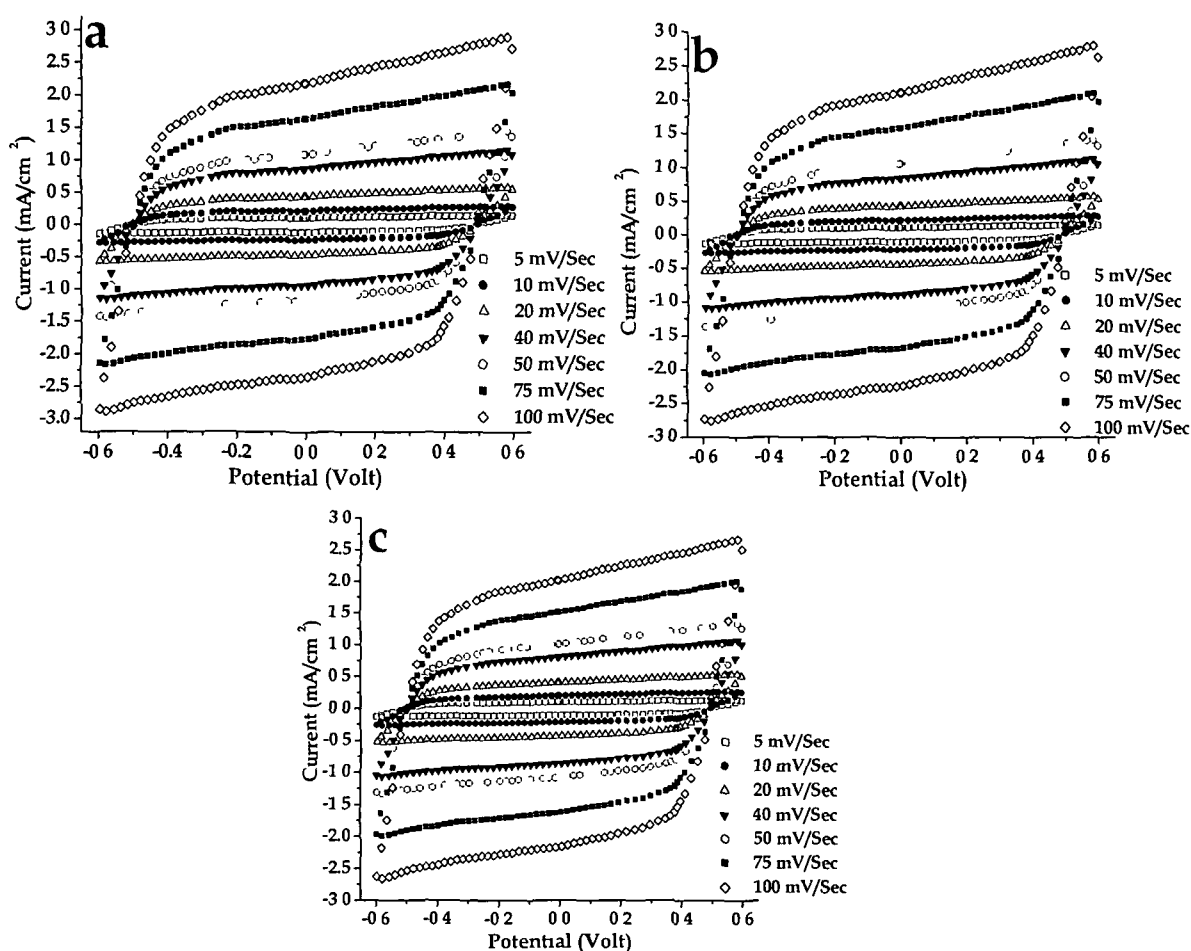 a
3 0
2.5
2.0
1.5
1 0
0 5
0 0
-0.5
-1 0
-1.5
-2.0
-2.5
-3.0
Current (mA/cm²)
5 mV/Sec
10 mV/Sec
20 mV/Sec
40 mV/Sec
50 mV/Sec
75 mV/Sec
100 mV/Sec
-0 6 -0.4 -0 2 0 0 0 2 0 4 0 6
Potential (Volt)
b
3 0
2.5
2.0
1.5
1 0
0.5
0 0
-0 5
-1 0
-1.5
-2.0
-2.5
-3 0
Current (mA/cm²)
5 mV/Sec
10 mV/Sec
20 mV/Sec
40 mV/Sec
50 mV/Sec
75 mV/Sec
100 mV/Sec
-0 6 -0 4 -0 2 0 0 0 2 0 4 0 6
Potential (Volt)
c
3 0
2.5
2.0
1.5
1 0
0 5
0 0
-0 5
-1 0
-1.5
-2.0
-2.5
-3 0
Current (mA/cm²)
5 mV/Sec
10 mV/Sec
20 mV/Sec
40 mV/Sec
50 mV/Sec
75 mV/Sec
100 mV/Sec
-0 6 -0 4 -0 2 0 0 0 2 0 4 0 6
Potential (Volt)